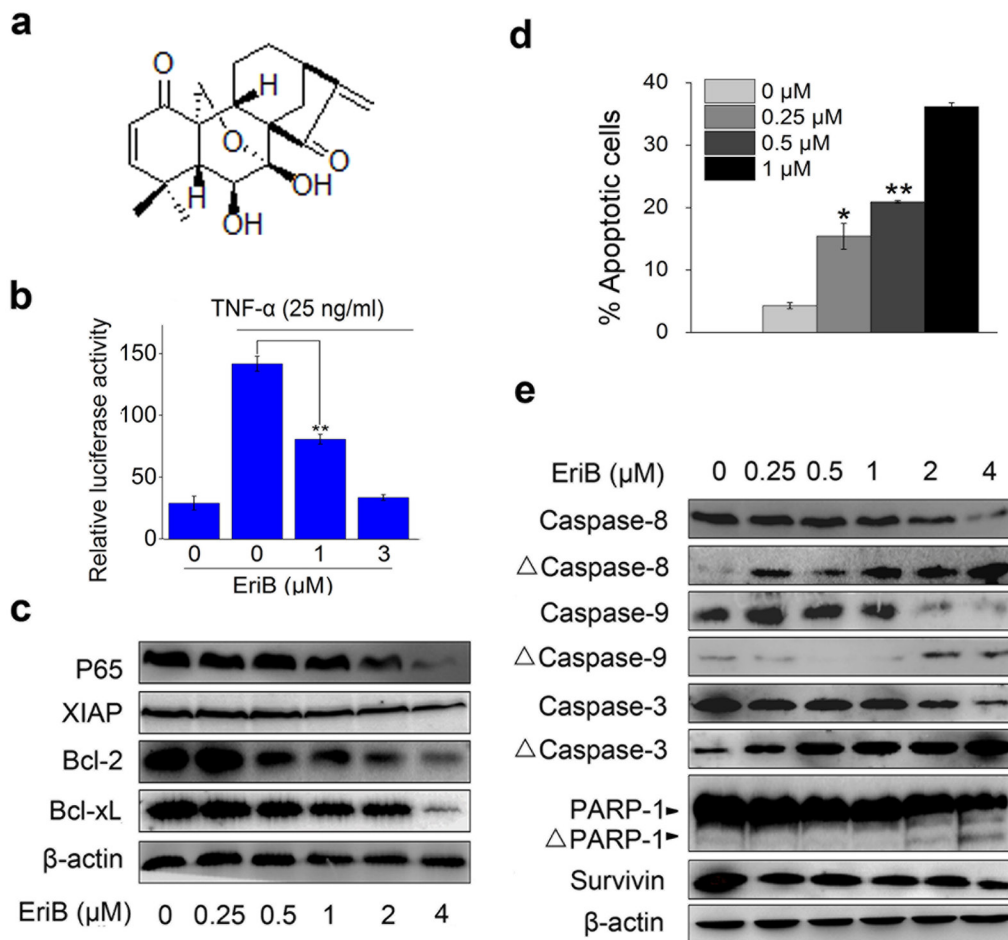 a
O
H
O
O
H
OH
OH
b
TNF-α (25 ng/ml)
Relative luciferase activity
150
100
50
0
**
0 0 1 3
EriB (μM)
c
P65
XIAP
Bcl-2
Bcl-xL
β-actin
EriB (μM) 0 0.25 0.5 1 2 4
d
% Apoptotic cells
40
30
20
10
0
0 μM
0.25 μM
0.5 μM
1 μM
*
**
e
EriB (μM) 0 0.25 0.5 1 2 4
Caspase-8
△Caspase-8
Caspase-9
△Caspase-9
Caspase-3
△Caspase-3
PARP-1
△PARP-1
Survivin
β-actin